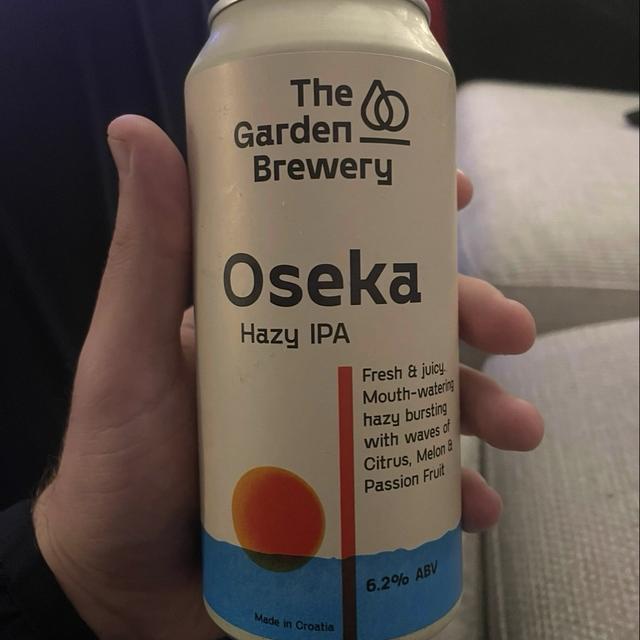 The
Garden
Brewery
Oseka
Hazy IPA
Fresh & juicy.
Mouth-watering
hazy bursting
with waves of
Citrus, Melon &
Passion Fruit
6.2% ABV
Made in Croatia